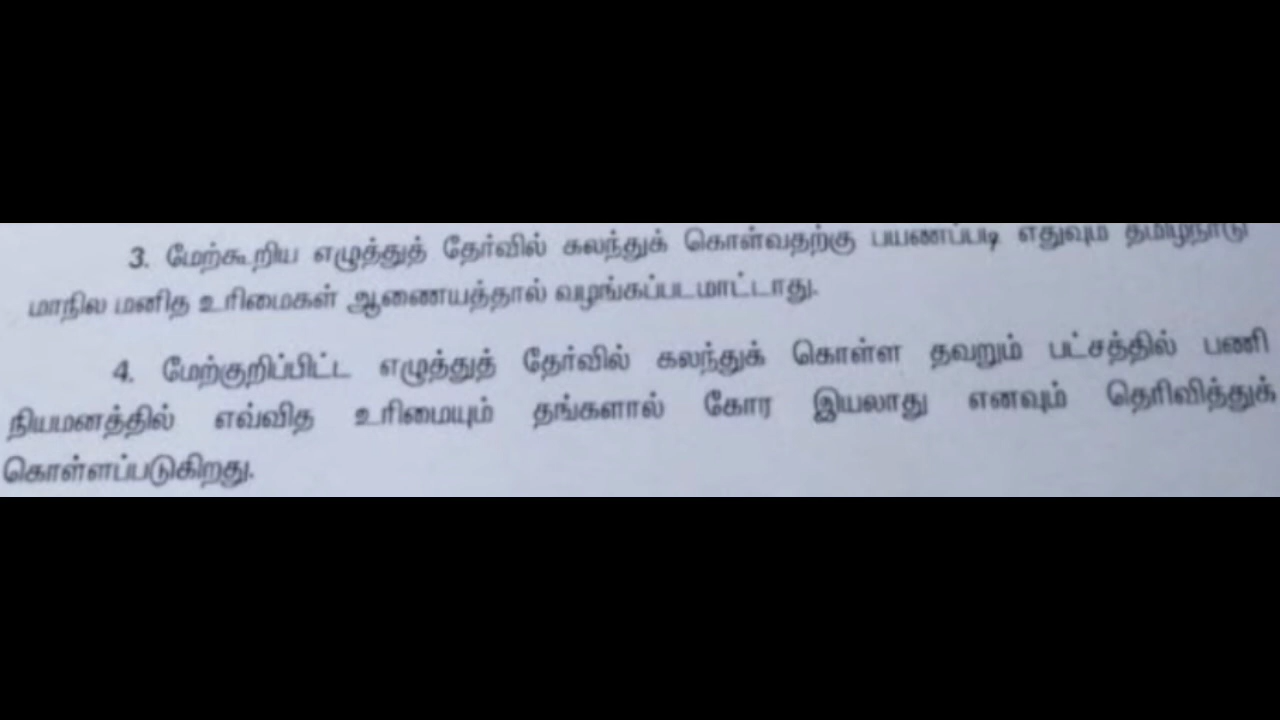 3. மேற்கூறிய எழுத்துத் தேர்வில் கலந்துக் கொள்வதற்கு பயணப்படி எதுவும் தமிழ்நாடு
மாநில மனித உரிமைகள் ஆணையத்தால் வழங்கப்படமாட்டாது.
4. மேற்குறிப்பிட்ட எழுத்துத் தேர்வில் கலந்துக் கொள்ள தவறும் பட்சத்தில் பணி
நியமனத்தில் எவ்வித உரிமையும் தங்களால் கோர இயலாது எனவும் தெரிவித்துக்
கொள்ளப்படுகிறது.